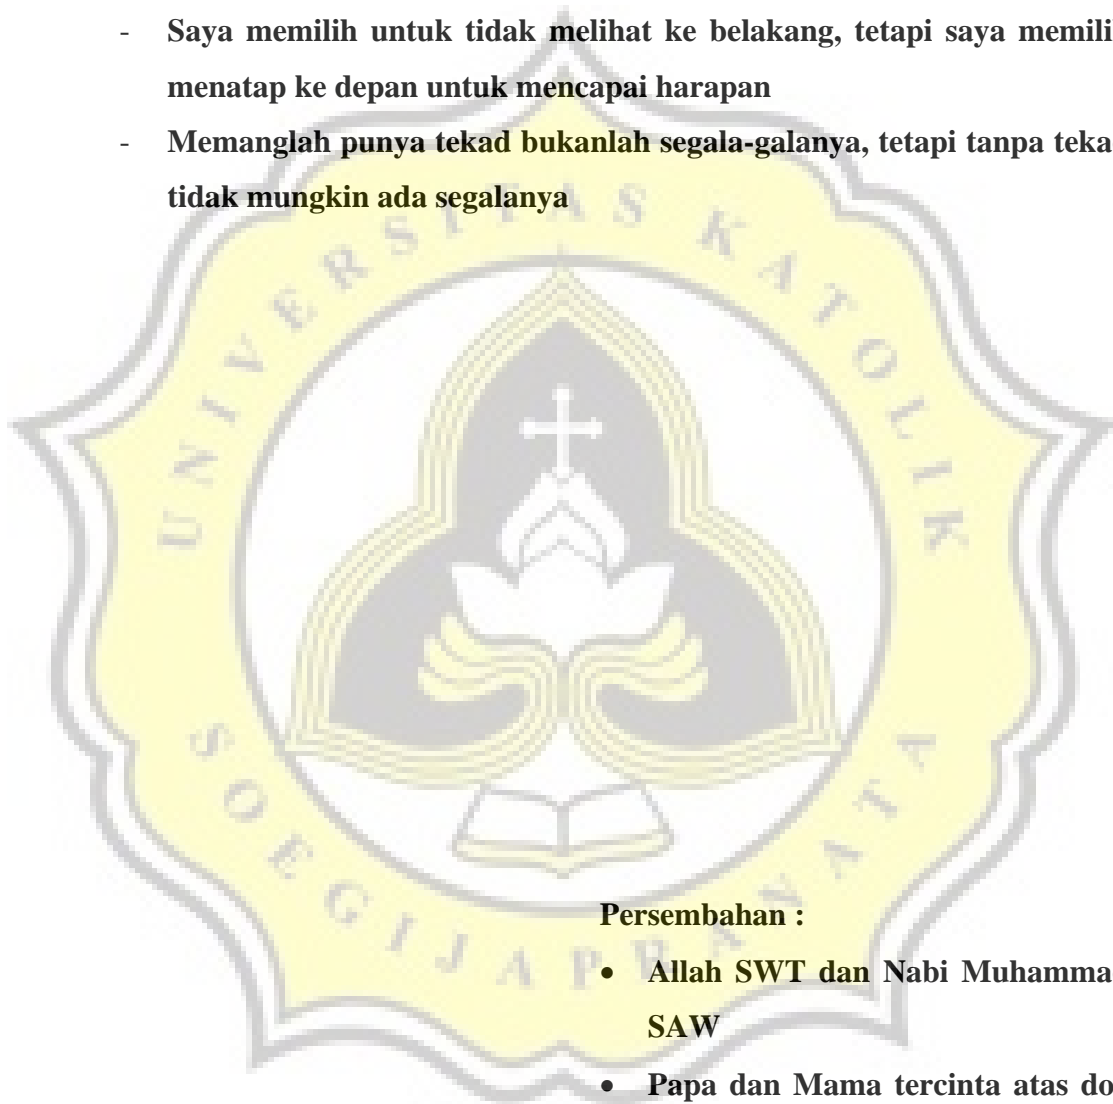 - Saya memilih untuk tidak melihat ke belakang, tetapi saya memili
menatap ke depan untuk mencapai harapan
- Memanglah punya tekad bukanlah segala-galanya, tetapi tanpa teka
tidak mungkin ada segalanya
UNIVERSITAS KATOLIK
SOEGIJAPRANATA
Persembahan :
• Allah SWT dan Nabi Muhamma
SAW
• Papa dan Mama tercinta atas do